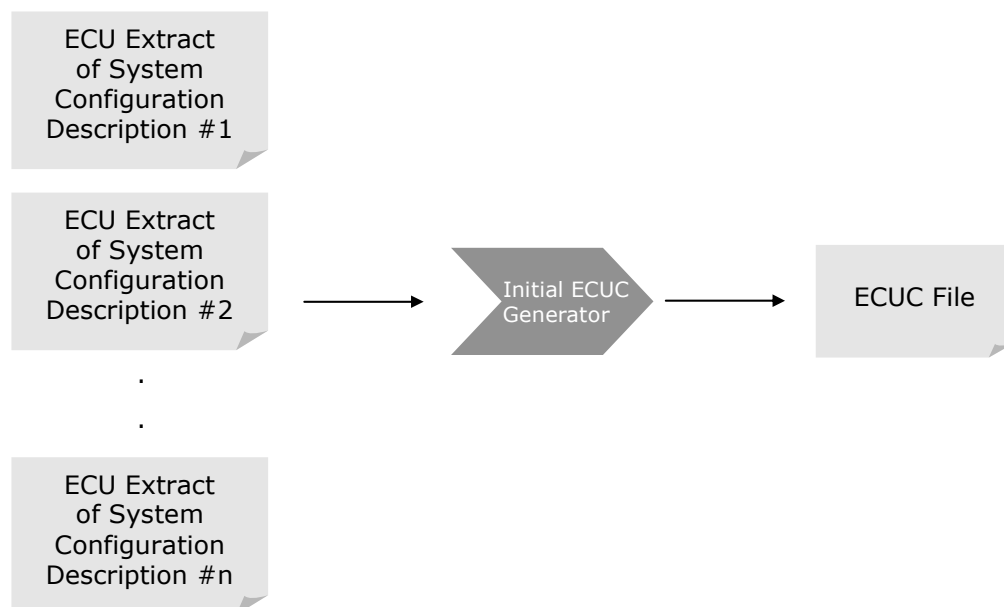 ECU Extract
of System
Configuration
Description #1
ECU Extract
of System
Configuration
Description #2
.
.
ECU Extract
of System
Configuration
Description #n
Initial ECUC
Generator
ECUC File